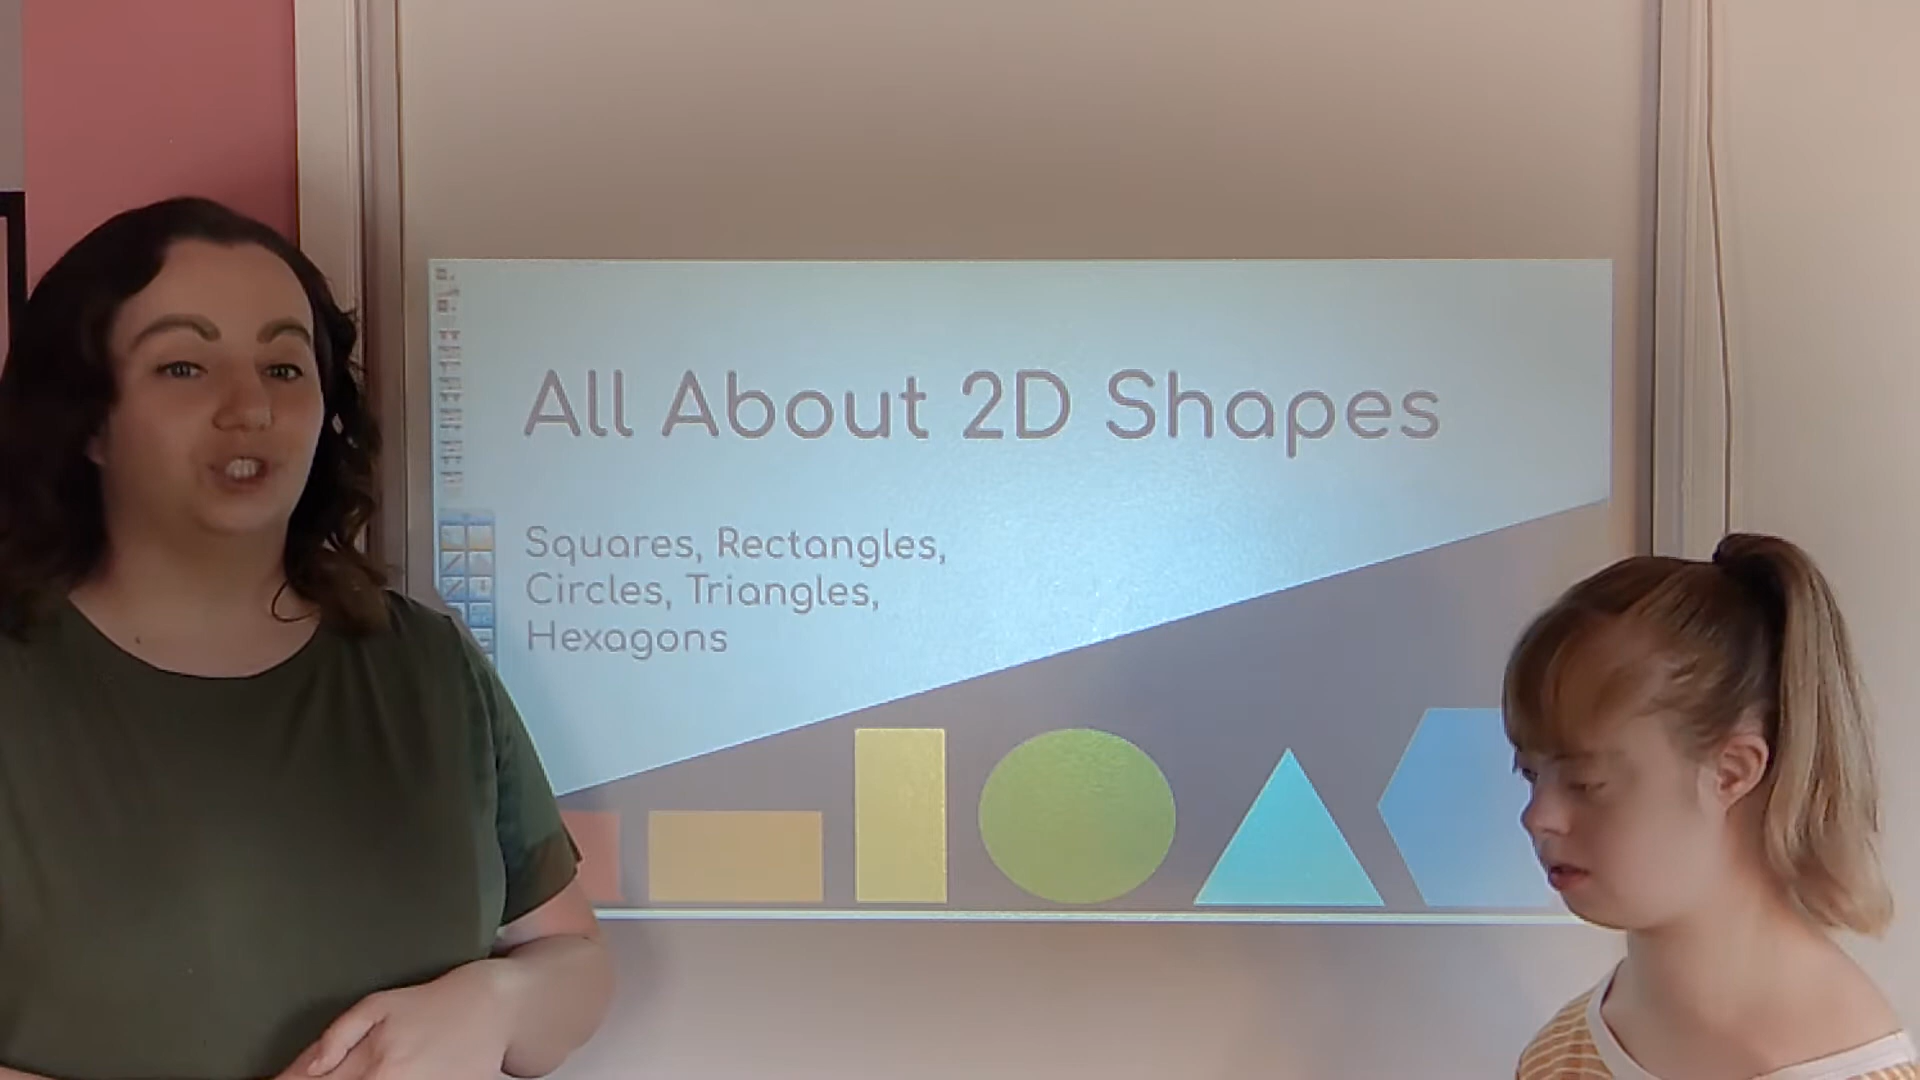 All About 2D Shapes
Squares, Rectangles,
Circles, Triangles,
Hexagons